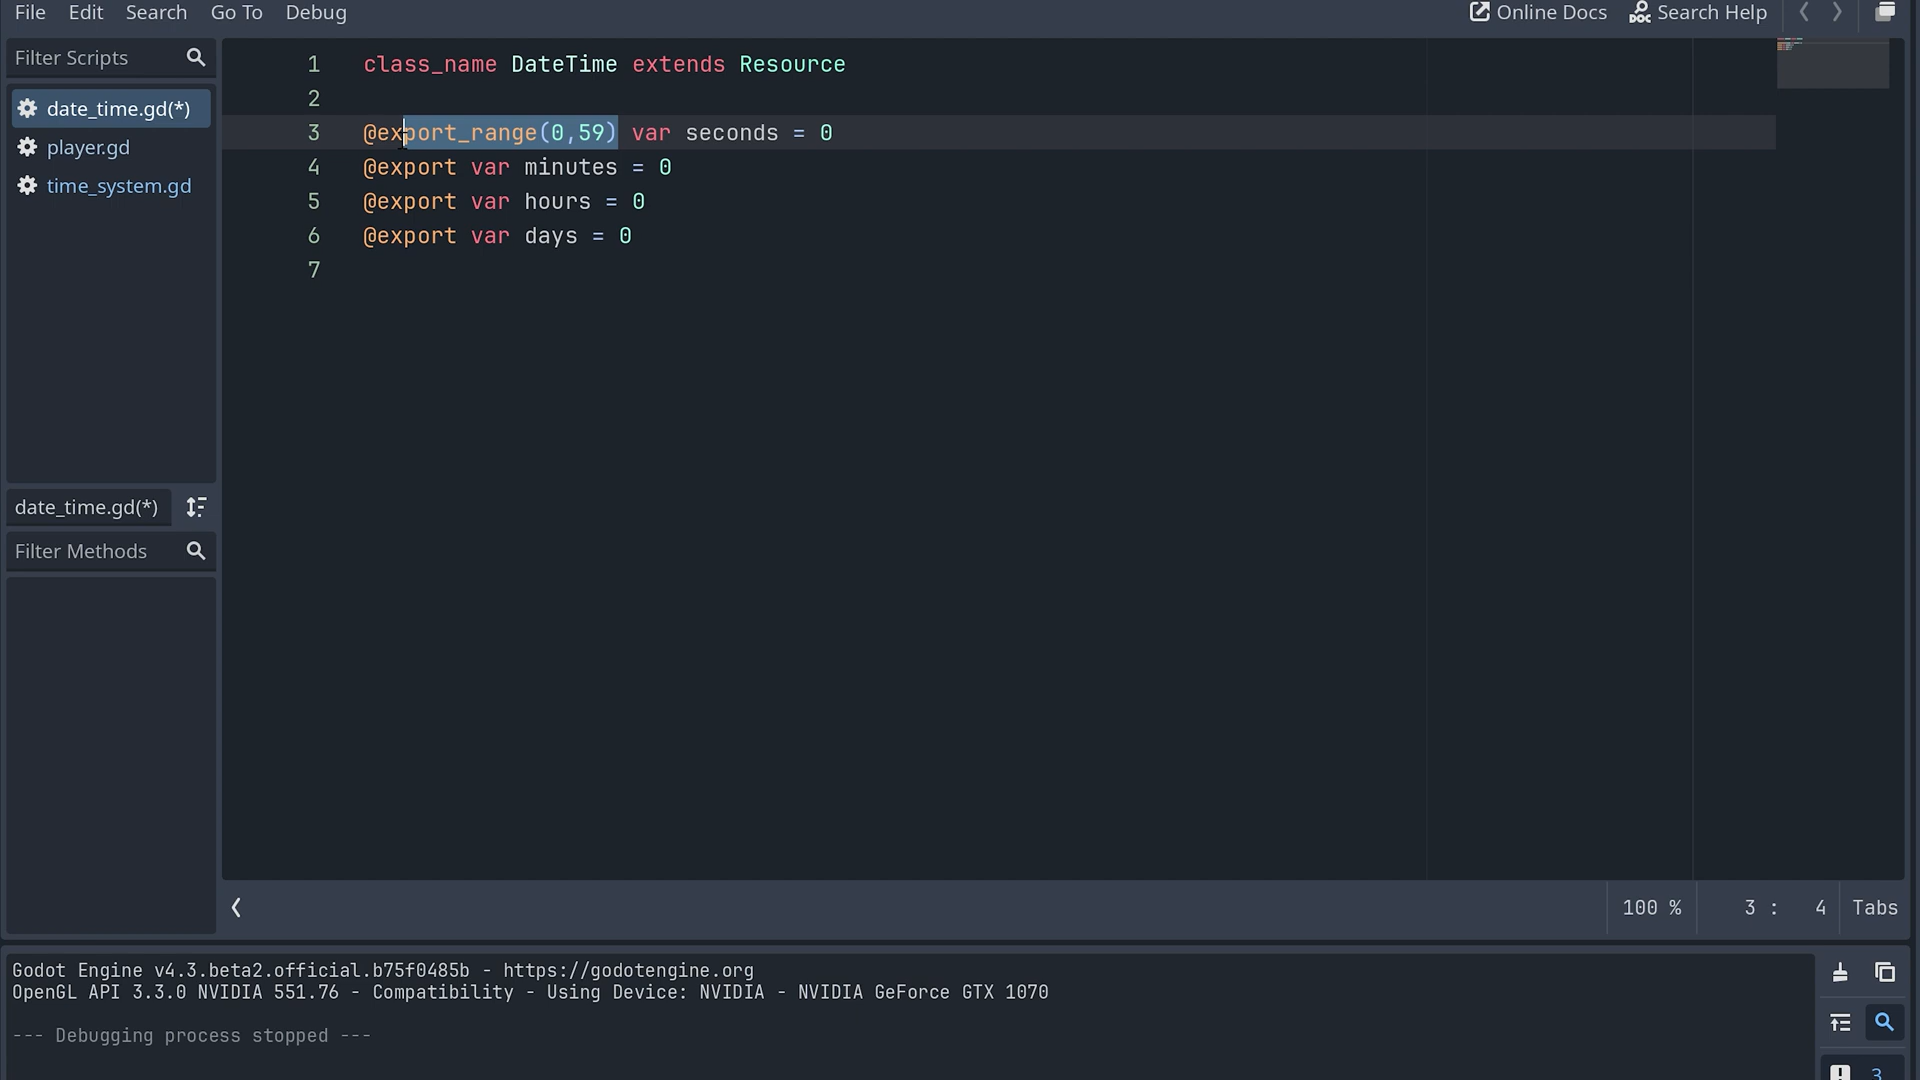 File Edit Search Go To Debug Online Docs Search Help
Filter Scripts
date_time.gd(*)
player.gd
time_system.gd
date_time.gd(*)
Filter Methods
1 class_name DateTime extends Resource
2
3 @export_range(0,59) var seconds = 0
4 @export var minutes = 0
5 @export var hours = 0
6 @export var days = 0
7
100 % 3 : 4 Tabs
Godot Engine v4.3.beta2.official.b75f0485b - https://godotengine.org
OpenGL API 3.3.0 NVIDIA 551.76 - Compatibility - Using Device: NVIDIA - NVIDIA GeForce GTX 1070
--- Debugging process stopped ---
3